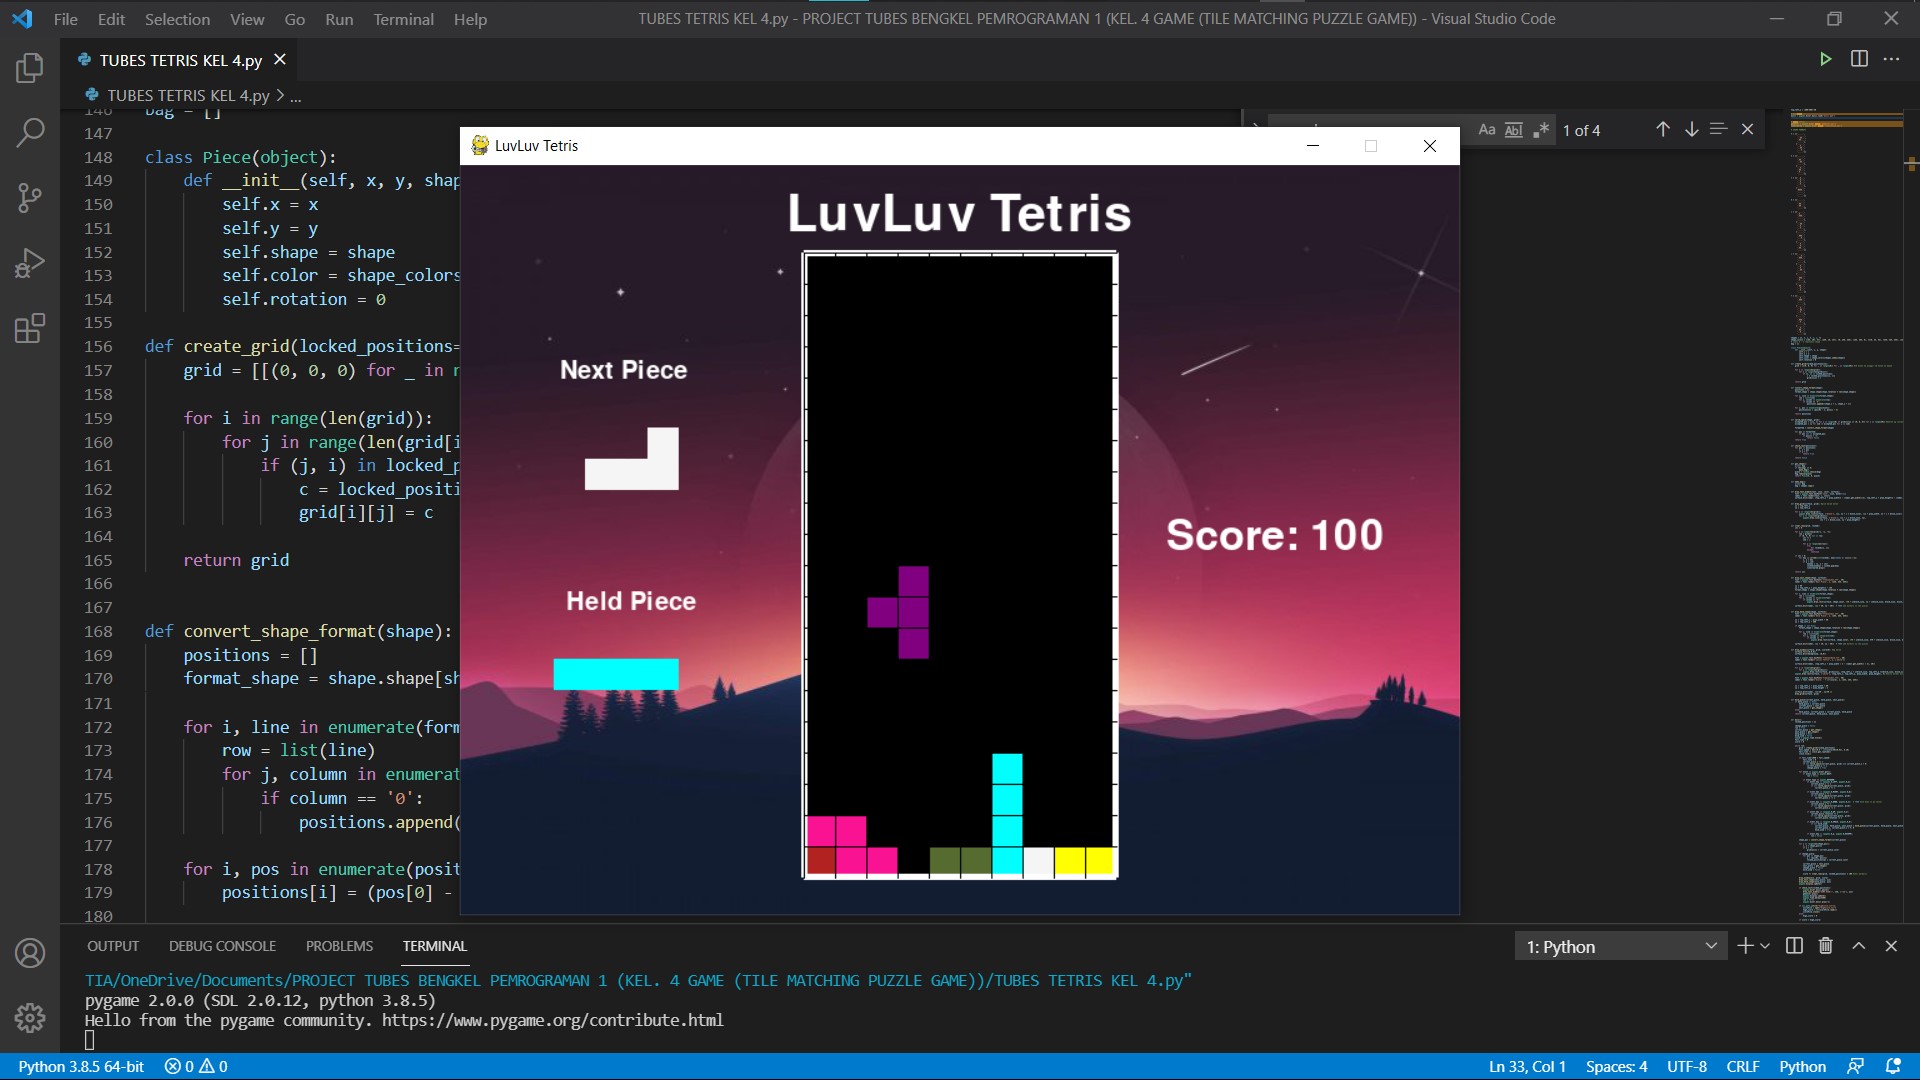 File Edit Selection View Go Run Terminal Help
TUBES TETRIS KEL 4.py - PROJECT TUBES BENGKEL PEMROGRAMAN 1 (KEL. 4 GAME (TILE MATCHING PUZZLE GAME)) - Visual Studio Code
TUBES TETRIS KEL 4.py
TUBES TETRIS KEL 4.py > ...
146 bag = []
147
148 class Piece(object):
149 def __init__(self, x, y, shap
150 self.x = x
151 self.y = y
152 self.shape = shape
153 self.color = shape_colors
154 self.rotation = 0
155
156 def create_grid(locked_positions=
157 grid = [[(0, 0, 0) for _ in r
158
159 for i in range(len(grid)):
160 for j in range(len(grid[i
161 if (j, i) in locked_p
162 c = locked_positi
163 grid[i][j] = c
164
165 return grid
166
167
168 def convert_shape_format(shape):
169 positions = []
170 format_shape = shape.shape[sh
171
172 for i, line in enumerate(form
173 row = list(line)
174 for j, column in enumerat
175 if column == '0':
176 positions.append(
177
178 for i, pos in enumerate(posit
179 positions[i] = (pos[0] -
180
Aa Abl .* 1 of 4
LuvLuv Tetris
LuvLuv Tetris
Next Piece
Held Piece
Score: 100
OUTPUT DEBUG CONSOLE PROBLEMS TERMINAL
1: Python
TIA/OneDrive/Documents/PROJECT TUBES BENGKEL PEMROGRAMAN 1 (KEL. 4 GAME (TILE MATCHING PUZZLE GAME))/TUBES TETRIS KEL 4.py"
pygame 2.0.0 (SDL 2.0.12, python 3.8.5)
Hello from the pygame community. https://www.pygame.org/contribute.html
Python 3.8.5 64-bit 0 0
Ln 33, Col 1 Spaces: 4 UTF-8 CRLF Python